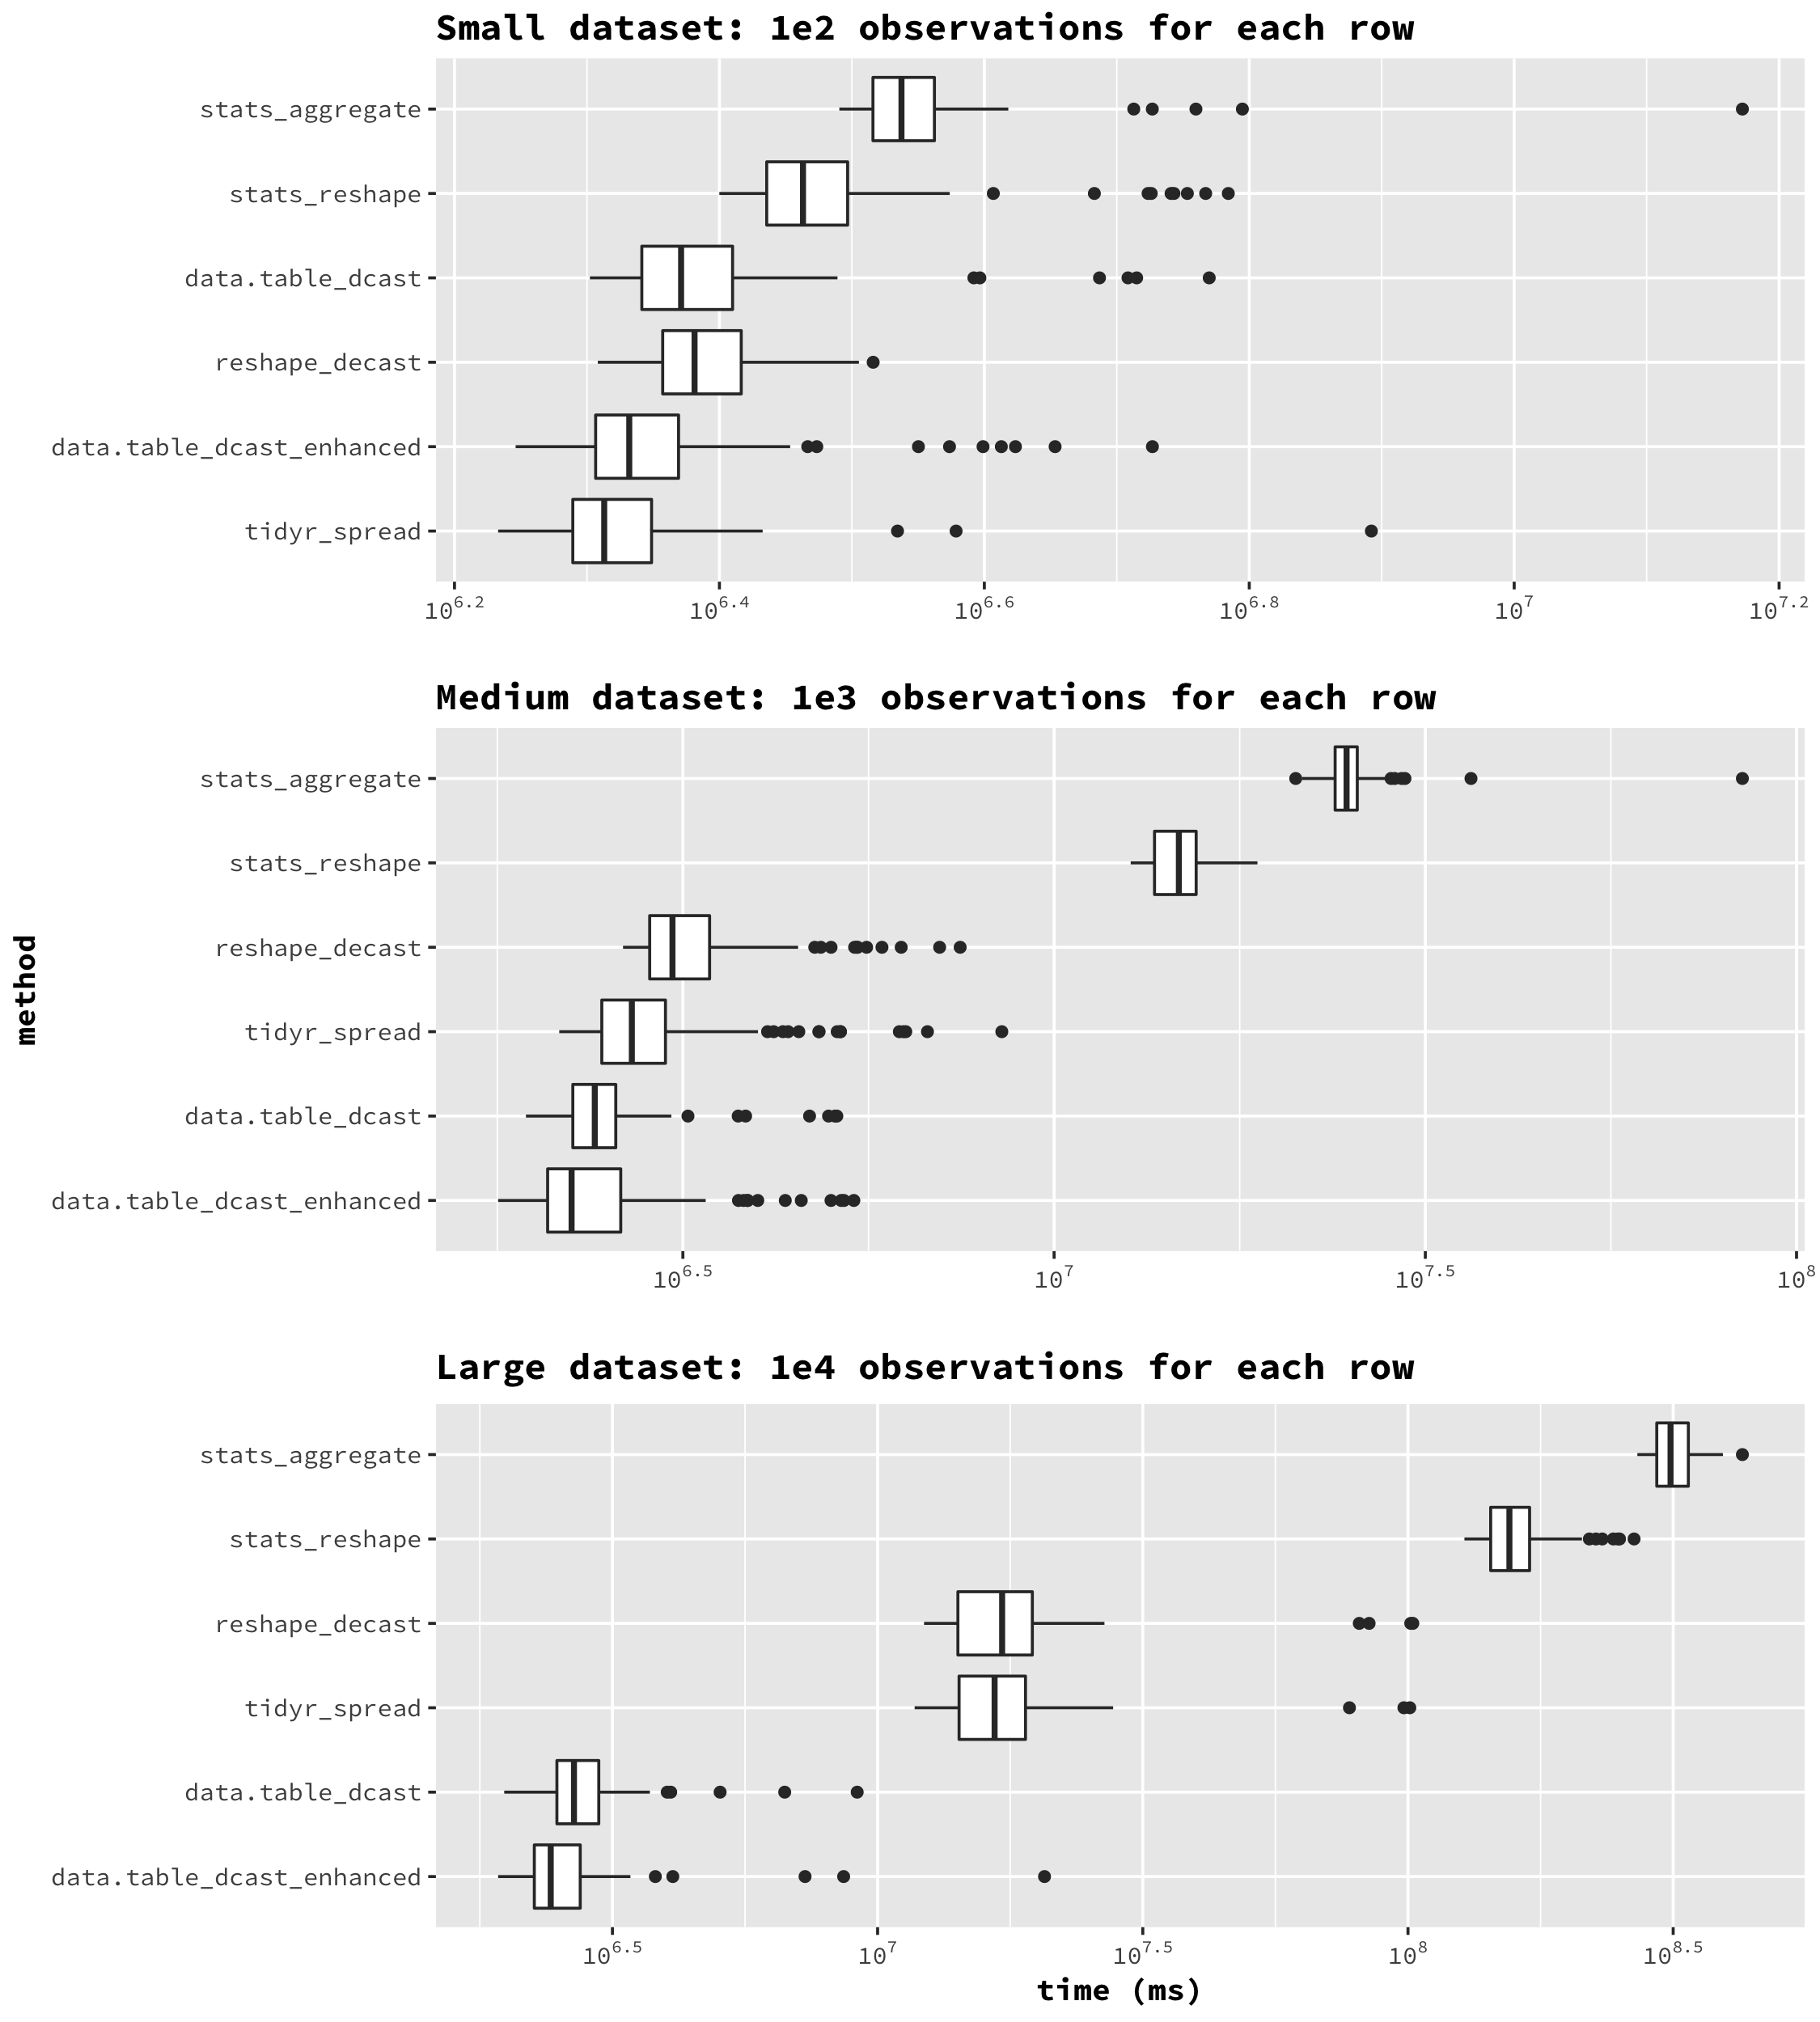 Small dataset: 1e2 observations for each row
stats_aggregate
stats_reshape
data.table_dcast
reshape_decast
data.table_dcast_enhanced
tidyr_spread
10^6.2 10^6.4 10^6.6 10^6.8 10^7 10^7.2
Medium dataset: 1e3 observations for each row
method
stats_aggregate
stats_reshape
reshape_decast
tidyr_spread
data.table_dcast
data.table_dcast_enhanced
10^6.5 10^7 10^7.5 10^8
Large dataset: 1e4 observations for each row
stats_aggregate
stats_reshape
reshape_decast
tidyr_spread
data.table_dcast
data.table_dcast_enhanced
10^6.5 10^7 10^7.5 10^8 10^8.5
time (ms)